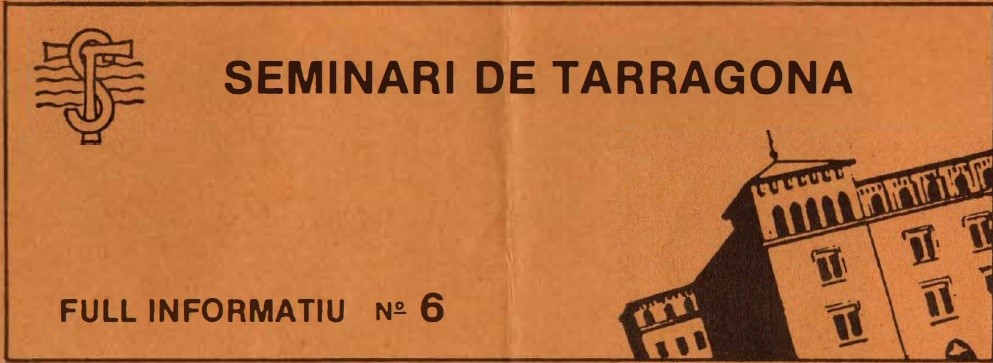 SEMINARI DE TARRAGONA
FULL INFORMATIU Nº 6